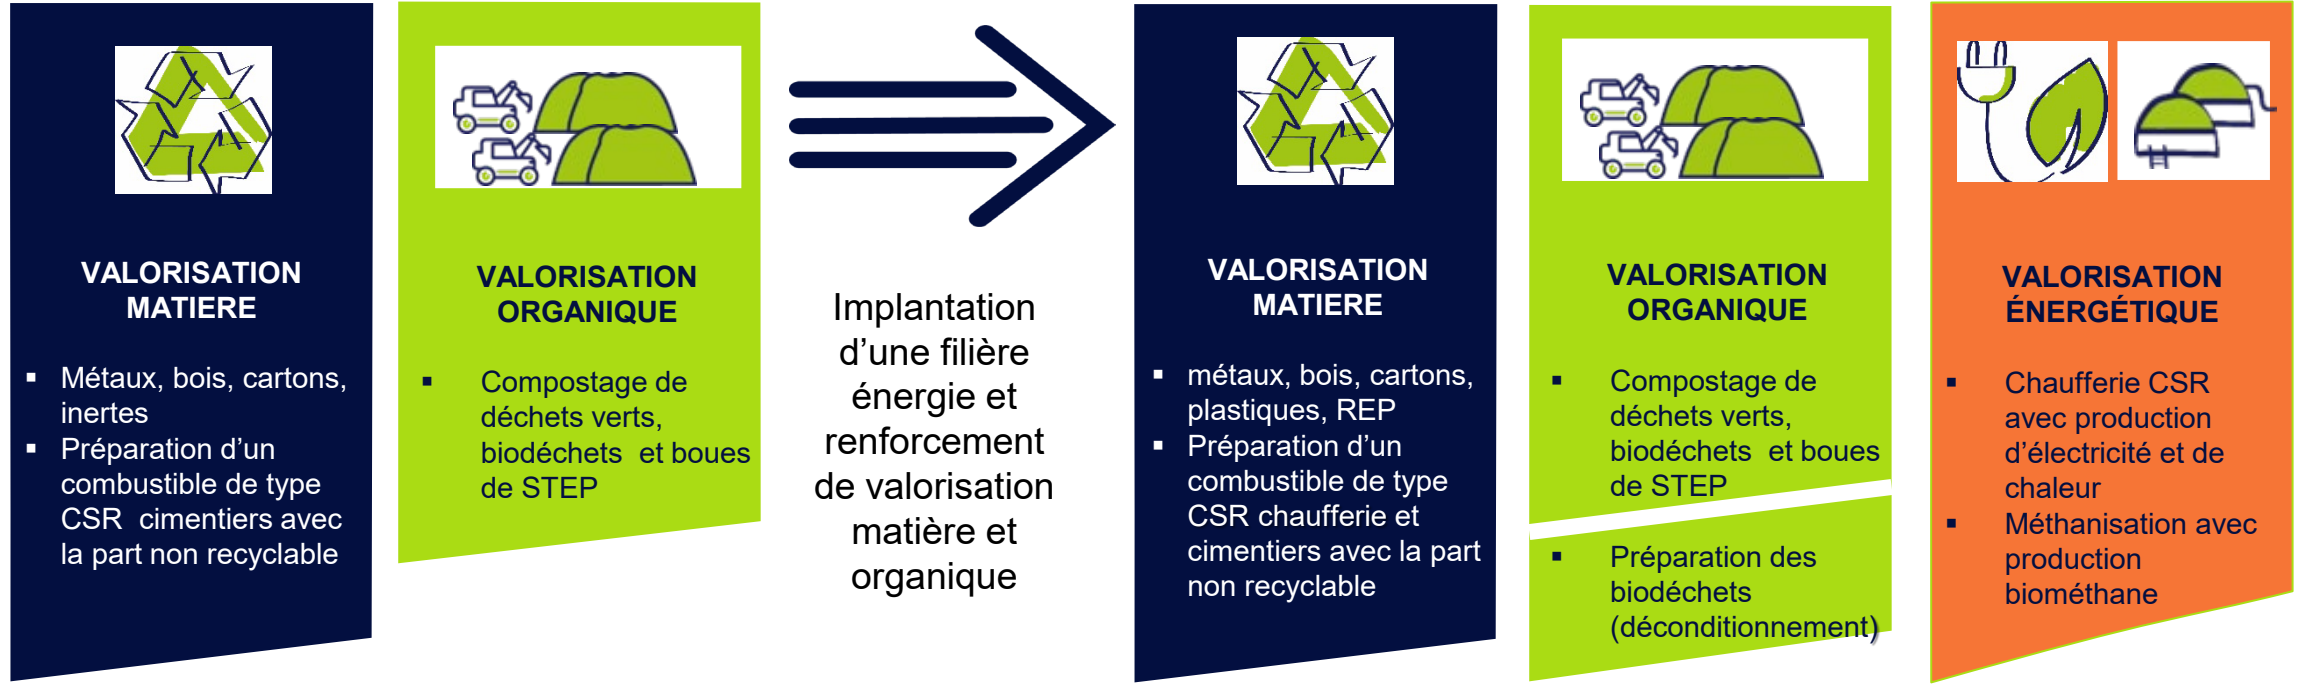 VALORISATION
MATIERE
▪ Métaux, bois, cartons,
inertes
▪ Préparation d’un
combustible de type
CSR cimentiers avec
la part non recyclable
VALORISATION
ORGANIQUE
▪ Compostage de
déchets verts,
biodéchets et boues
de STEP
Implantation
d’une filière
énergie et
renforcement
de valorisation
matière et
organique
VALORISATION
MATIERE
▪ métaux, bois, cartons,
plastiques, REP
▪ Préparation d’un
combustible de type
CSR chaufferie et
cimentiers avec la part
non recyclable
VALORISATION
ORGANIQUE
▪ Compostage de
déchets verts,
biodéchets et boues
de STEP
▪ Préparation des
biodéchets
(déconditionnement)
VALORISATION
ÉNERGÉTIQUE
▪ Chaufferie CSR
avec production
d’électricité et de
chaleur
▪ Méthanisation avec
production
biométhane